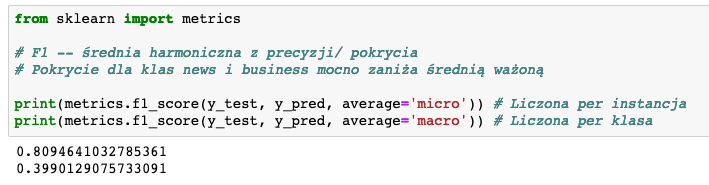 from sklearn import metrics
# F1 -- średnia harmoniczna z precyzji/ pokrycia
# Pokrycie dla klas news i business mocno zaniża średnią ważoną
print(metrics.f1_score(y_test, y_pred, average='micro')) # Liczona per instancja
print(metrics.f1_score(y_test, y_pred, average='macro')) # Liczona per klasa
0.8094641032785361
0.3990129075733091